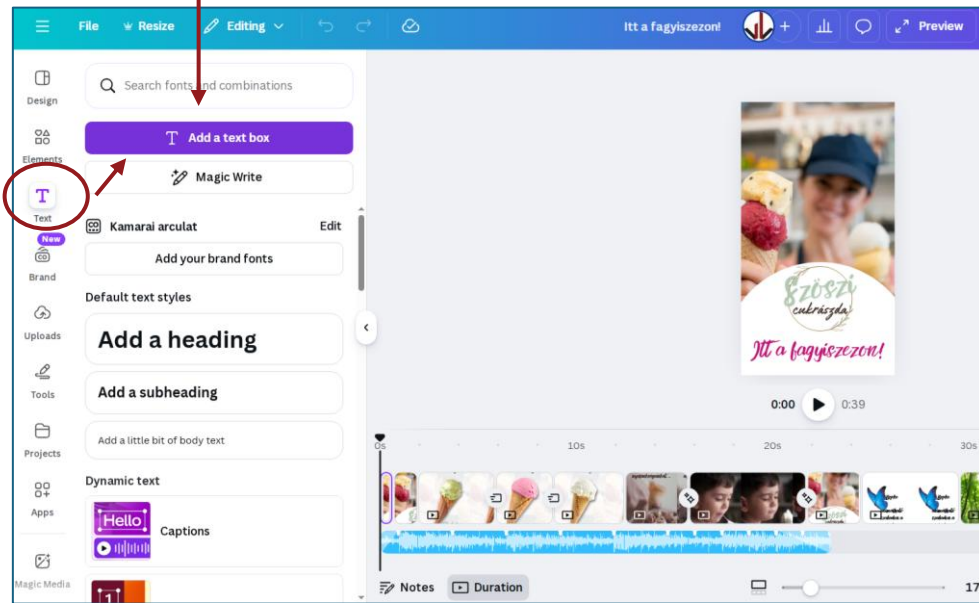 File Resize Editing Itt a fagyiszezon! Preview
Design
Elements
Text
New
Brand
Uploads
Tools
Projects
Apps
Magic Media
Search fonts and combinations
T Add a text box
Magic Write
Kamarai arculat Edit
Add your brand fonts
Default text styles
Add a heading
Add a subheading
Add a little bit of body text
Dynamic text
Hello!
Captions
1
Szöszi
cukrászda
Itt a fagyiszezon!
0:00 0:39
0s 10s 20s 30s
Notes Duration 17